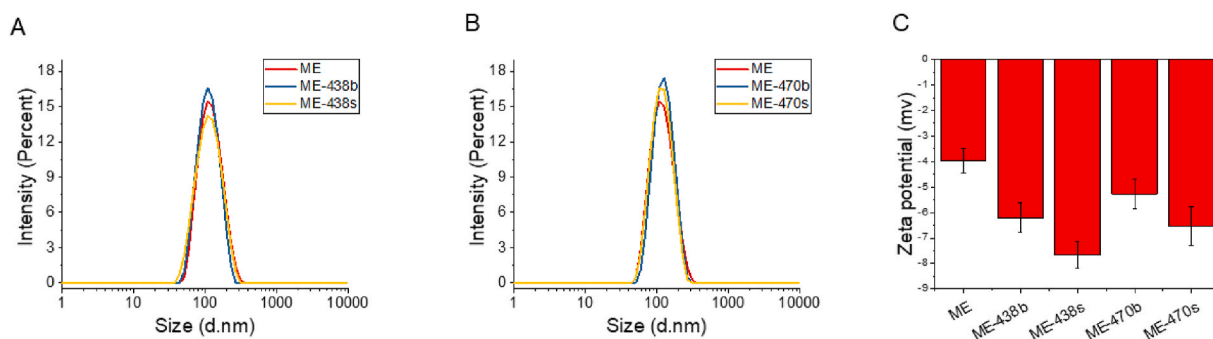 A
Intensity (Percent)
18
15
12
9
6
3
0
ME
ME-438b
ME-438s
1
10
100
1000
10000
Size (d.nm)
B
Intensity (Percent)
18
15
12
9
6
3
0
ME
ME-470b
ME-470s
1
10
100
1000
10000
Size (d.nm)
C
Zeta potential (mv)
0
-1
-2
-3
-4
-5
-6
-7
-8
-9
ME
ME-438b
ME-438s
ME-470b
ME-470s